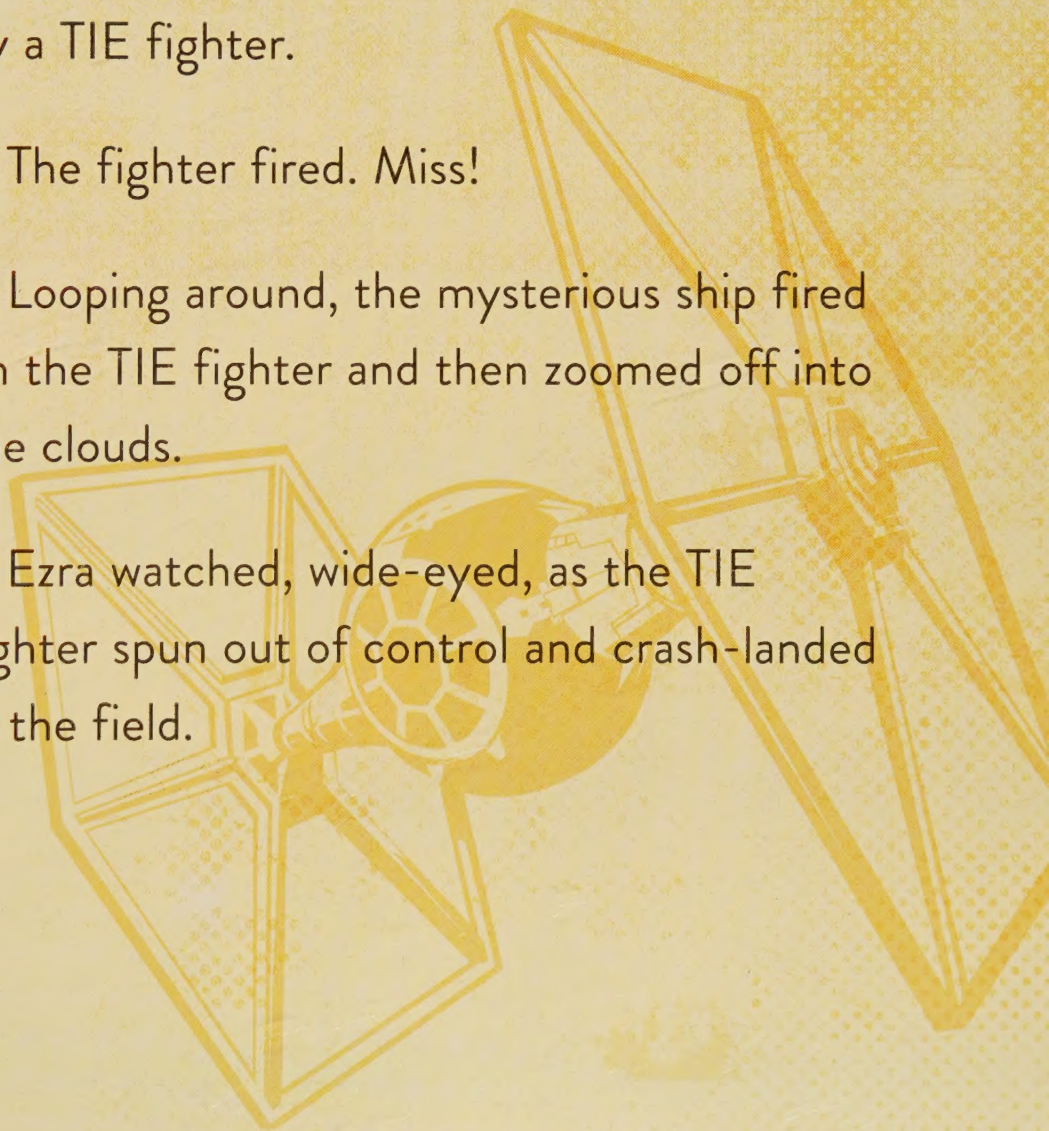 a TIE fighter.
The fighter fired. Miss!
Looping around, the mysterious ship fired
the TIE fighter and then zoomed off into
clouds.
Ezra watched, wide-eyed, as the TIE
ghter spun out of control and crash-landed
the field.